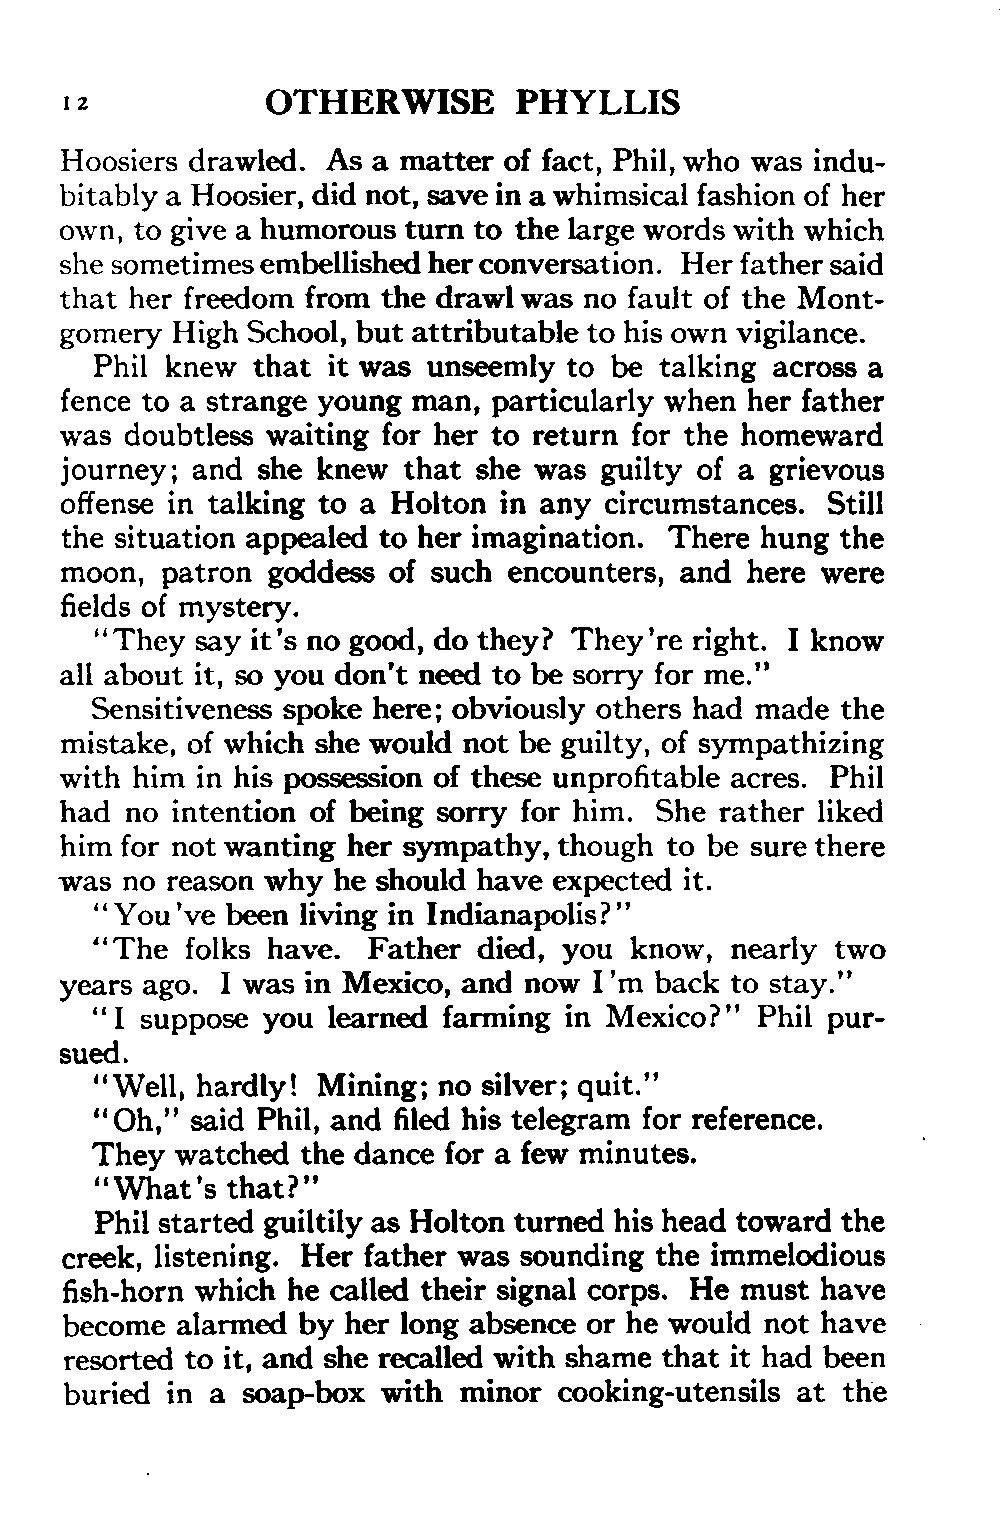 12 OTHERWISE PHYLLIS
Hoosiers drawled. As a matter of fact, Phil, who was indu-
bitably a Hoosier, did not, save in a whimsical fashion of her
own, to give a humorous turn to the large words with which
she sometimes embellished her conversation. Her father said
that her freedom from the drawl was no fault of the Mont-
gomery High School, but attributable to his own vigilance.
Phil knew that it was unseemly to be talking across a
fence to a strange young man, particularly when her father
was doubtless waiting for her to return for the homeward
journey; and she knew that she was guilty of a grievous
offense in talking to a Holton in any circumstances. Still
the situation appealed to her imagination. There hung the
moon, patron goddess of such encounters, and here were
fields of mystery.
"They say it's no good, do they? They're right. I know
all about it, so you don't need to be sorry for me."
Sensitiveness spoke here; obviously others had made the
mistake, of which she would not be guilty, of sympathizing
with him in his possession of these unprofitable acres. Phil
had no intention of being sorry for him. She rather liked
him for not wanting her sympathy, though to be sure there
was no reason why he should have expected it.
"You've been living in Indianapolis?"
"The folks have. Father died, you know, nearly two
years ago. I was in Mexico, and now I'm back to stay."
"I suppose you learned farming in Mexico?" Phil pur-
sued.
"Well, hardly! Mining; no silver; quit."
"Oh," said Phil, and filed his telegram for reference.
They watched the dance for a few minutes.
"What's that?"
Phil started guiltily as Holton turned his head toward the
creek, listening. Her father was sounding the immelodious
fish-horn which he called their signal corps. He must have
become alarmed by her long absence or he would not have
resorted to it, and she recalled with shame that it had been
buried in a soap-box with minor cooking-utensils at the